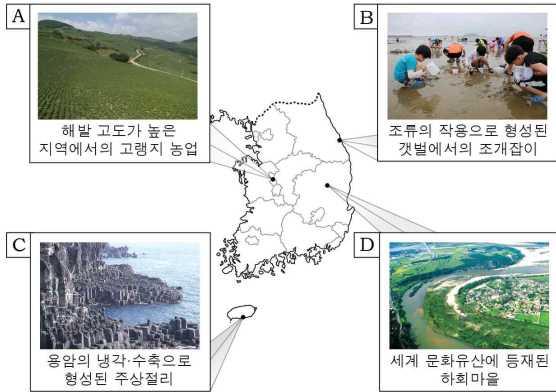 A
해발 고도가 높은
지역에서의 고랭지 농업
B
조류의 작용으로 형성된
갯벌에서의 조개잡이
C
용암의 냉각·수축으로
형성된 주상절리
D
세계 문화유산에 등재된
하회마을